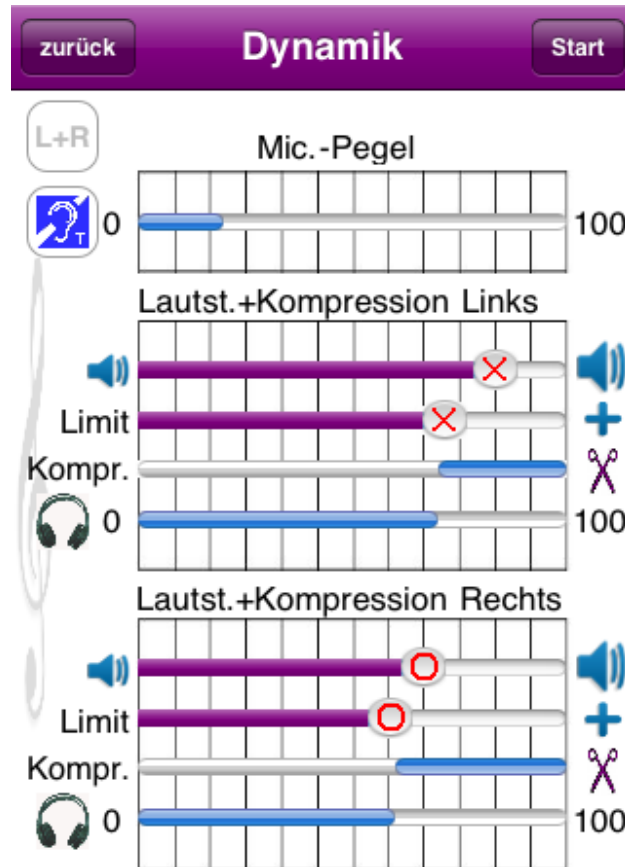 zurück Dynamik Start
L+R
Mic.-Pegel
T
0 100
Lautst.+Kompression Links
Limit
Kompr.
0 100
Lautst.+Kompression Rechts
Limit
Kompr.
0 100